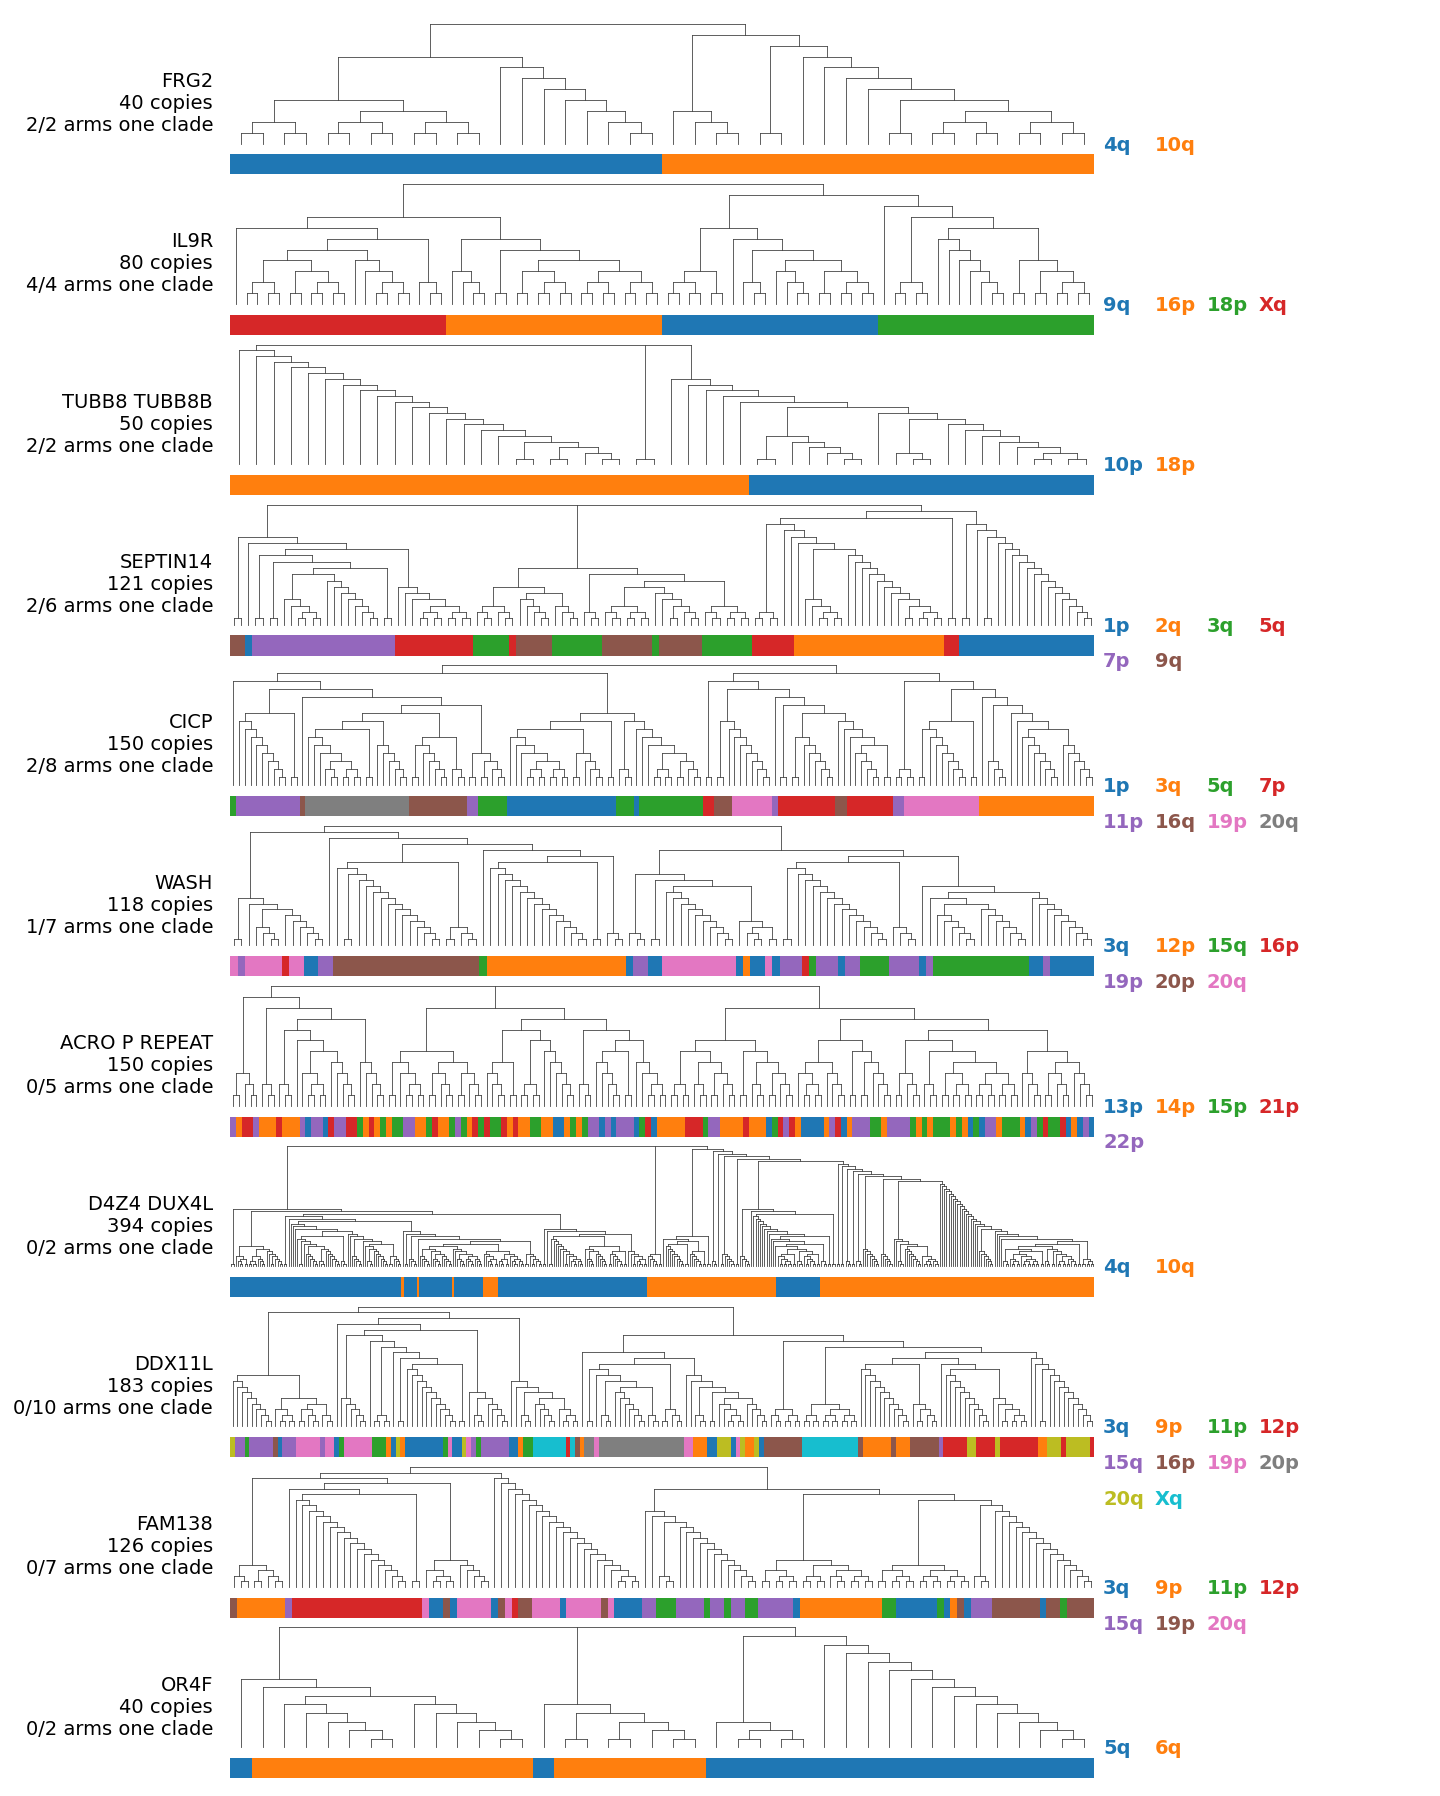 FRG2
40 copies
2/2 arms one clade
4q 10q
IL9R
80 copies
4/4 arms one clade
9q 16p 18p Xq
TUBB8 TUBB8B
50 copies
2/2 arms one clade
10p 18p
SEPTIN14
121 copies
2/6 arms one clade
1p 2q 3q 5q
7p 9q
CICP
150 copies
2/8 arms one clade
1p 3q 5q 7p
11p 16q 19p 20q
WASH
118 copies
1/7 arms one clade
3q 12p 15q 16p
19p 20p 20q
ACRO P REPEAT
150 copies
0/5 arms one clade
13p 14p 15p 21p
22p
D4Z4 DUX4L
394 copies
0/2 arms one clade
4q 10q
DDX11L
183 copies
0/10 arms one clade
3q 9p 11p 12p
15q 16p 19p 20p
20q Xq
FAM138
126 copies
0/7 arms one clade
3q 9p 11p 12p
15q 19p 20q
OR4F
40 copies
0/2 arms one clade
5q 6q